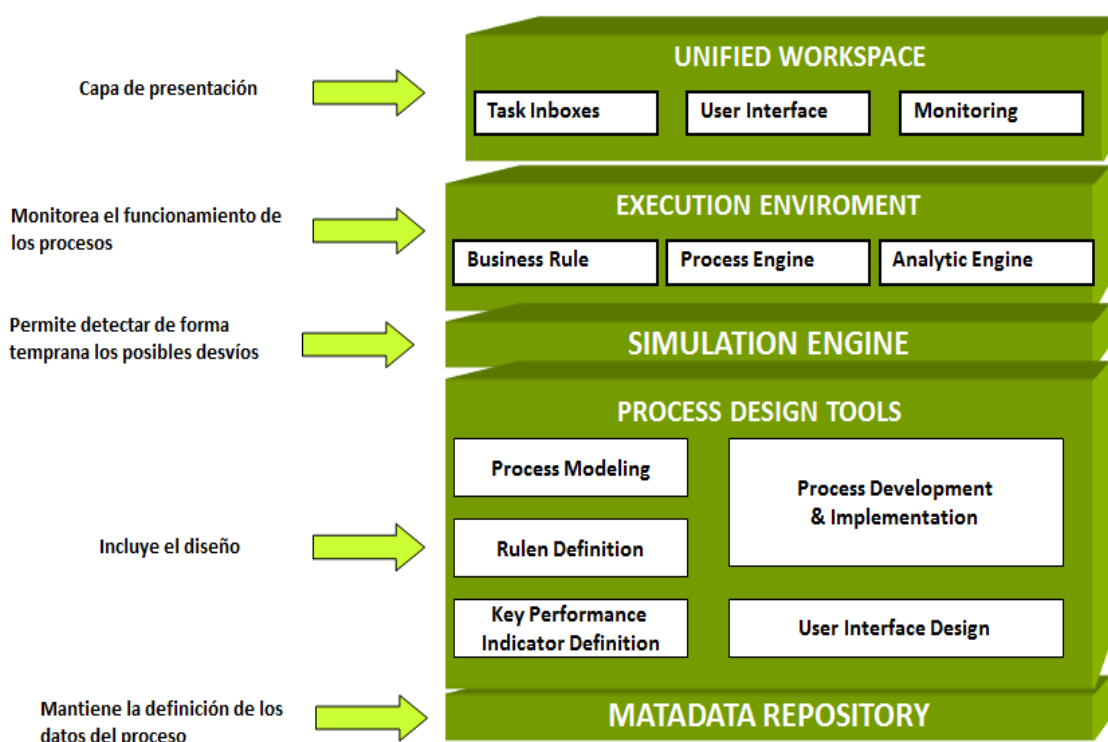 UNIFIED WORKSPACE
Capa de presentación
Task Inboxes
User Interface
Monitoring
EXECUTION ENVIROMENT
Monitorea el funcionamiento de
los procesos
Business Rule
Process Engine
Analytic Engine
Permite detectar de forma
temprana los posibles desvíos
SIMULATION ENGINE
PROCESS DESIGN TOOLS
Process Modeling
Process Development
& Implementation
Incluye el diseño
Rulen Definition
Key Performance
Indicator Definition
User Interface Design
Mantiene la definición de los
datos del proceso
MATADATA REPOSITORY